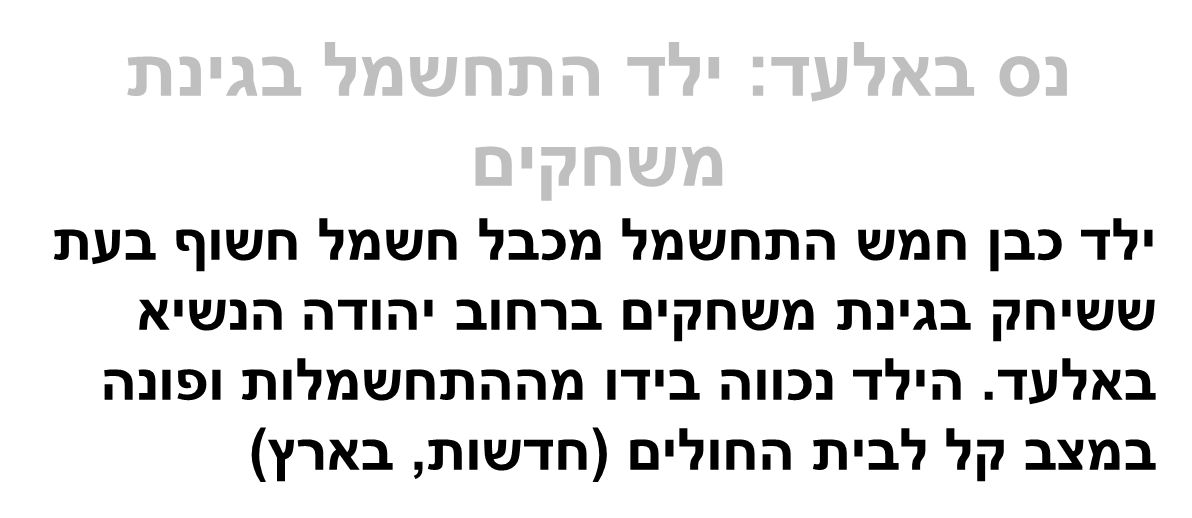 נס באלעד: ילד התחשמל בגינת
משחקים
ילד כבן חמש התחשמל מכבל חשמל חשוף בעת
ששיחק בגינת משחקים ברחוב יהודה הנשיא
באלעד. הילד נכווה בידו מההתחשמלות ופונה
במצב קל לבית החולים (חדשות, בארץ)